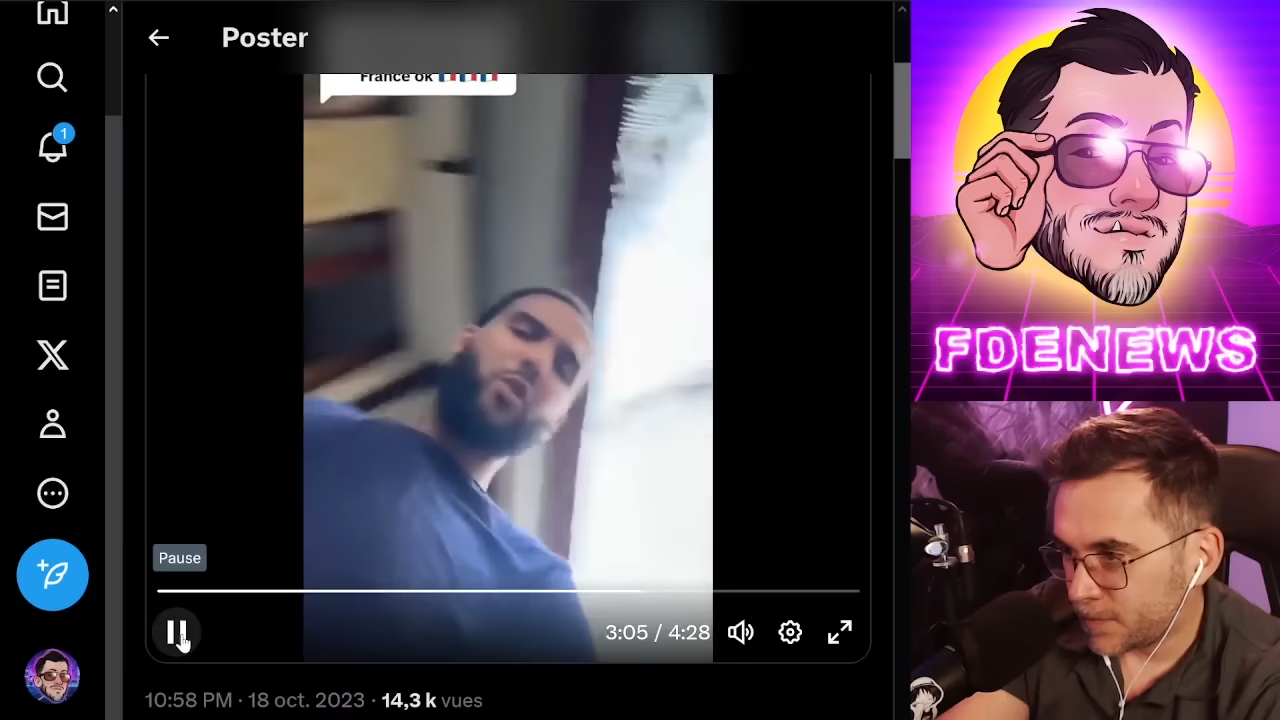 Poster
France ok 🇫🇷🇫🇷🇫🇷
1
Pause
3:05 / 4:28
10:58 PM · 18 oct. 2023 · 14,3 k vues
FDENEWS